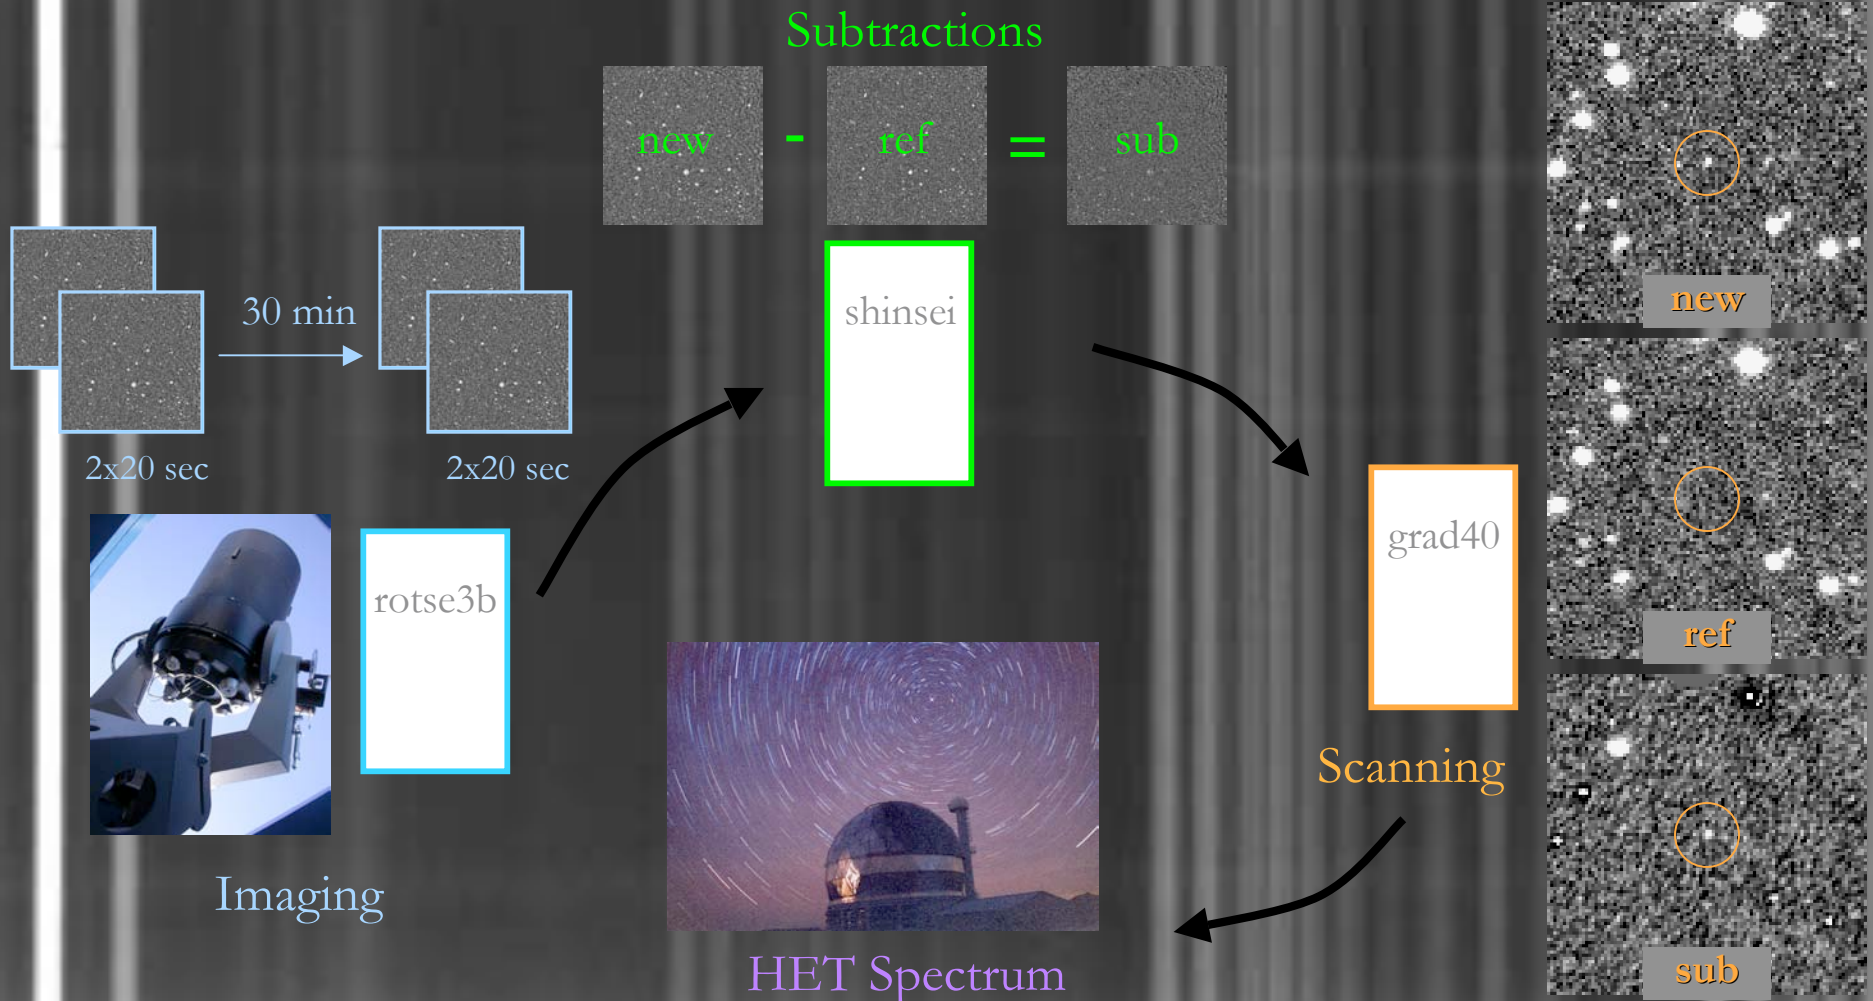 Subtractions
new - ref = sub
30 min
2x20 sec
2x20 sec
rotse3b
Imaging
shinsei
grad40
Scanning
HET Spectrum
new
ref
sub